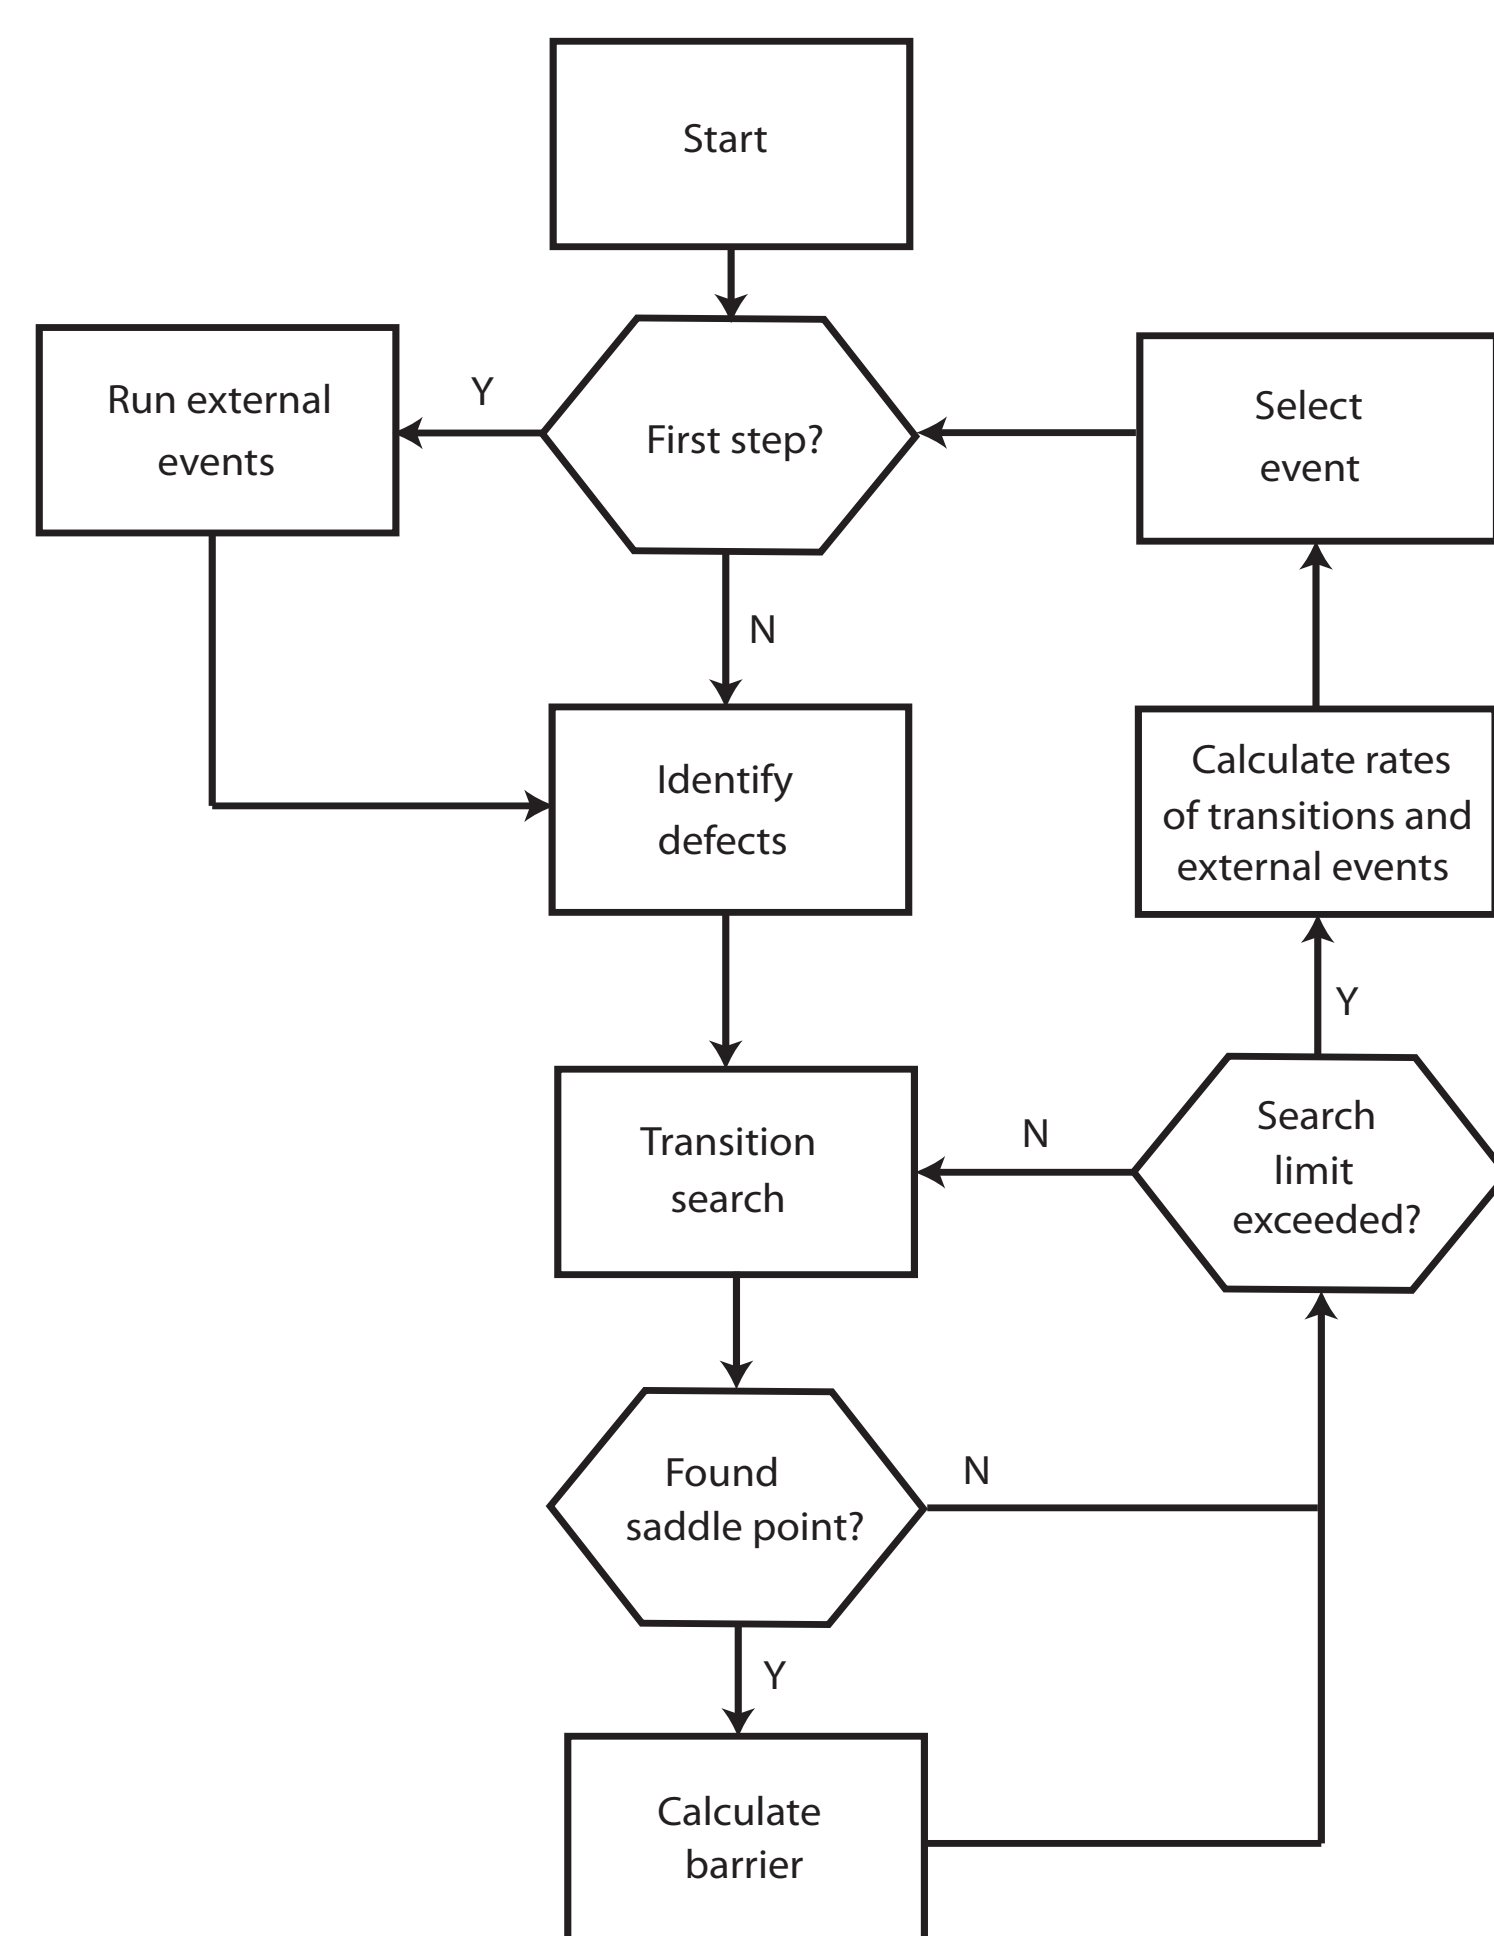 Start
Run external
events
Y
First step?
Select
event
N
Identify
defects
Calculate rates
of transitions and
external events
Y
Transition
search
N
Search
limit
exceeded?
Found
saddle point?
N
Y
Calculate
barrier